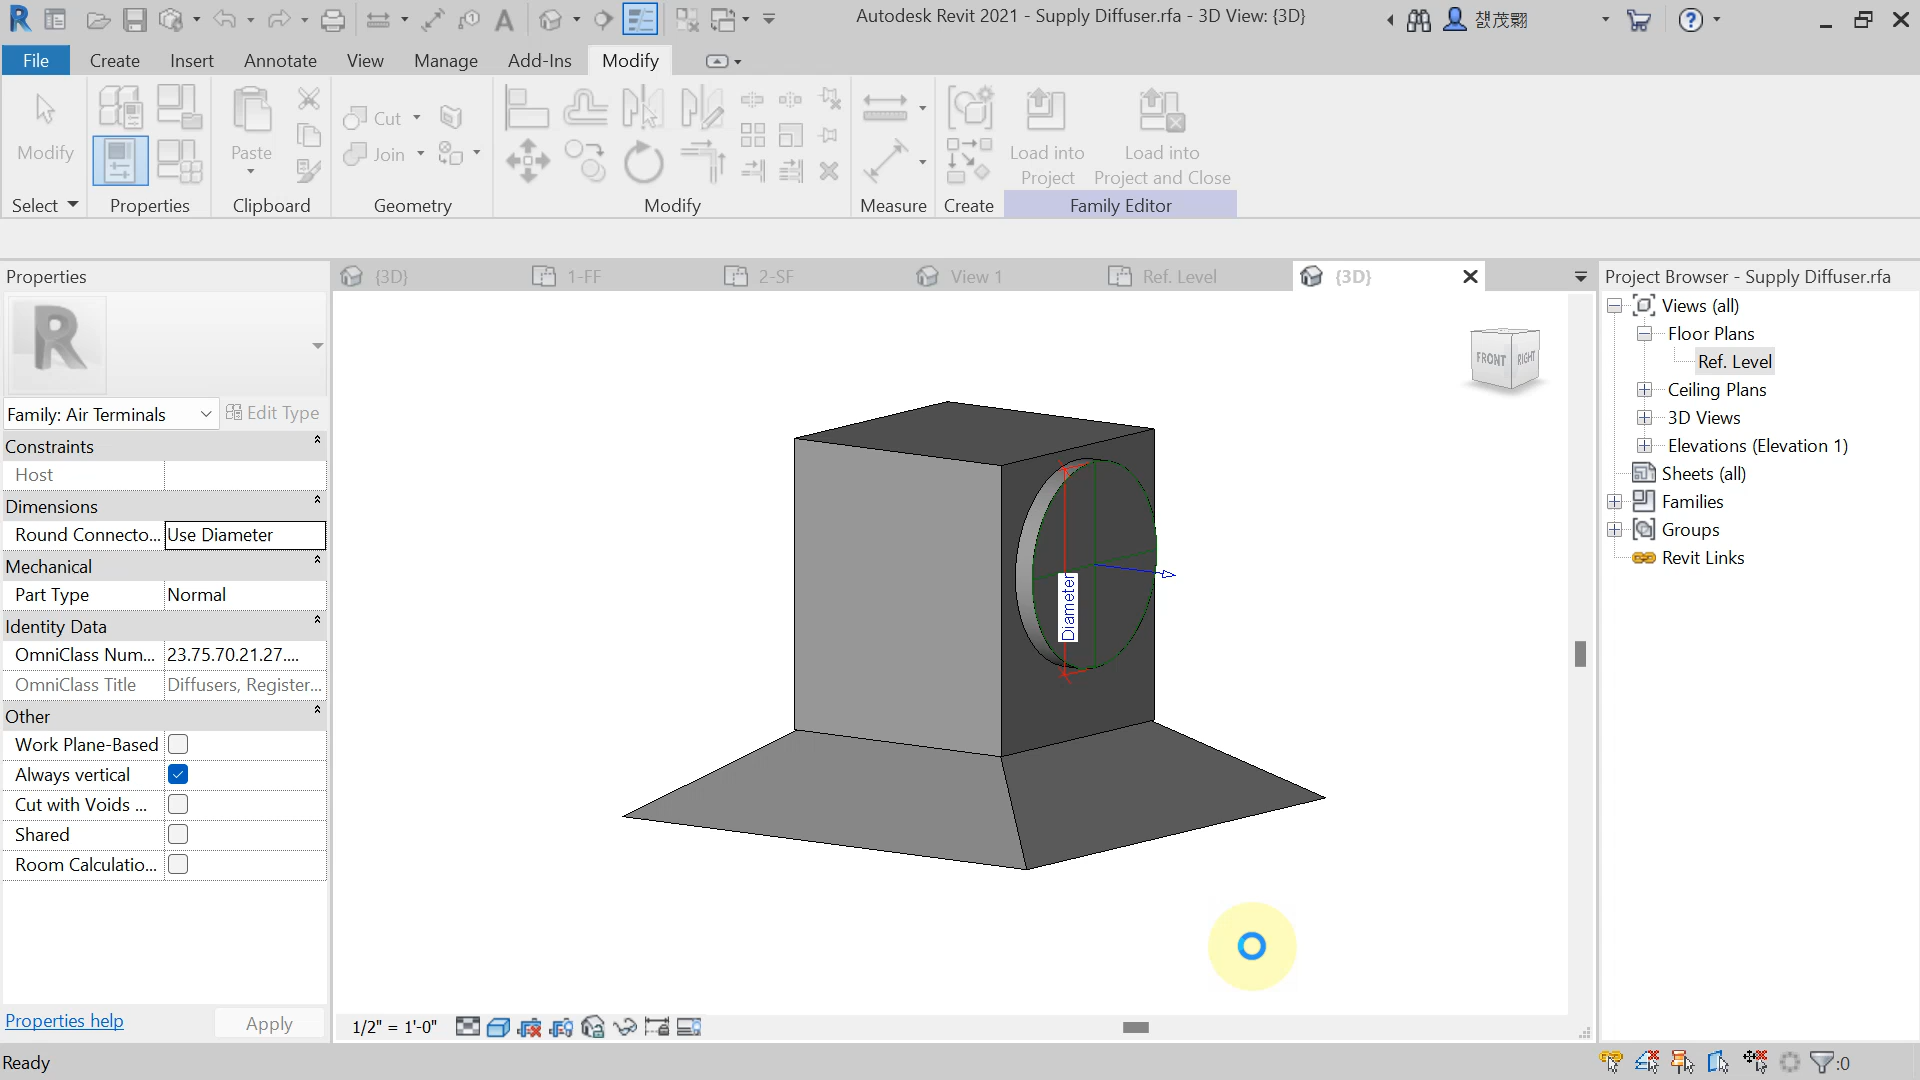 Autodesk Revit 2021 - Supply Diffuser.rfa - 3D View: {3D}
챘茂翾
File
Create
Insert
Annotate
View
Manage
Add-Ins
Modify
Modify
Paste
Cut
Join
Load into
Project
Load into
Project and Close
Select
Properties
Clipboard
Geometry
Modify
Measure
Create
Family Editor
Properties
{3D}
1-FF
2-SF
View 1
Ref. Level
{3D}
Project Browser - Supply Diffuser.rfa
Family: Air Terminals
Edit Type
Constraints
Host
Dimensions
Round Connecto... Use Diameter
Mechanical
Part Type Normal
Identity Data
OmniClass Num... 23.75.70.21.27....
OmniClass Title Diffusers, Register...
Other
Work Plane-Based
Always vertical
Cut with Voids ...
Shared
Room Calculatio...
Properties help
Apply
FRONT
RIGHT
Diameter
Views (all)
Floor Plans
Ref. Level
Ceiling Plans
3D Views
Elevations (Elevation 1)
Sheets (all)
Families
Groups
Revit Links
1/2" = 1'-0"
Ready
:0